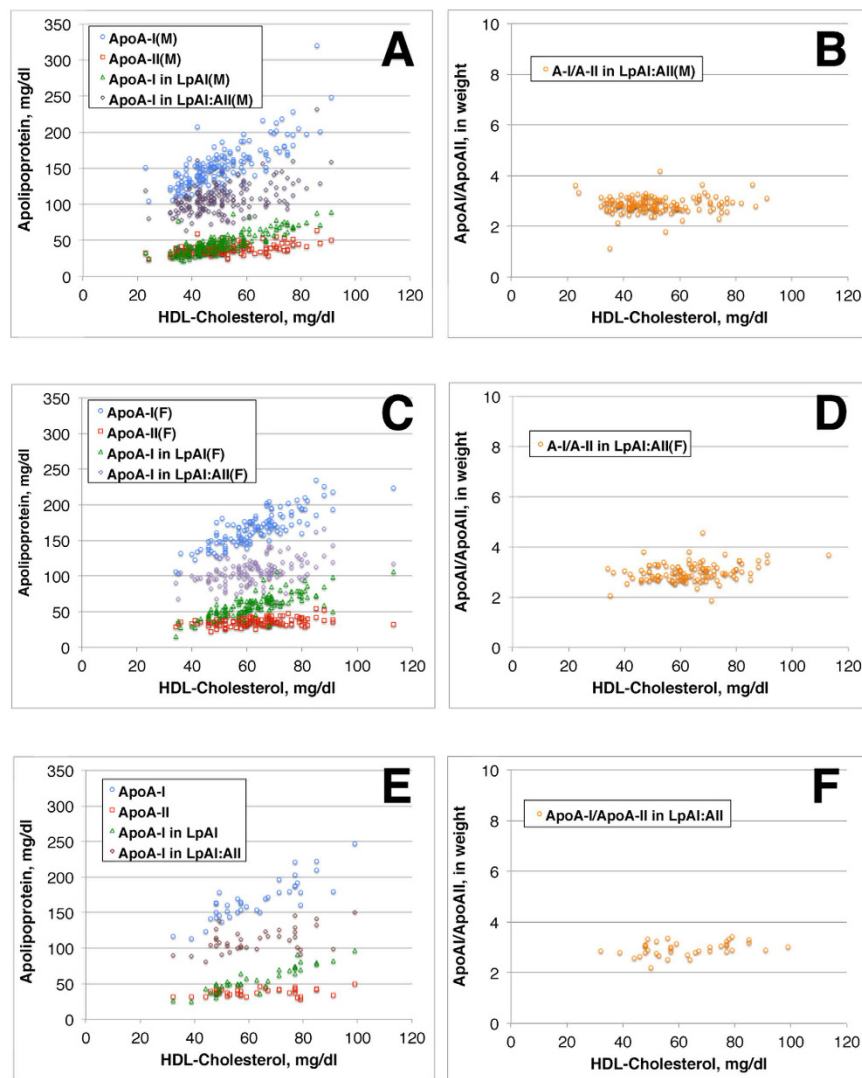 A
ApoA-I(M)
ApoA-II(M)
ApoA-I in LpAI(M)
ApoA-I in LpAI:AII(M)
Apolipoprotein, mg/dl
350
300
250
200
150
100
50
0
0 20 40 60 80 100 120
HDL-Cholesterol, mg/dl
B
A-I/A-II in LpAI:AII(M)
ApoAI/ApoAII, in weight
10
8
6
4
2
0
0 20 40 60 80 100 120
HDL-Cholesterol, mg/dl
C
ApoA-I(F)
ApoA-II(F)
ApoA-I in LpAI(F)
ApoA-I in LpAI:AII(F)
Apolipoprotein, mg/dl
350
300
250
200
150
100
50
0
0 20 40 60 80 100 120
HDL-Cholesterol, mg/dl
D
A-I/A-II in LpAI:AII(F)
ApoAI/ApoAII, in weight
10
8
6
4
2
0
0 20 40 60 80 100 120
HDL-Cholesterol, mg/dl
E
ApoA-I
ApoA-II
ApoA-I in LpAI
ApoA-I in LpAI:AII
Apolipoprotein, mg/dl
350
300
250
200
150
100
50
0
0 20 40 60 80 100 120
HDL-Cholesterol, mg/dl
F
ApoA-I/ApoA-II in LpAI:AII
ApoAI/ApoAII, in weight
10
8
6
4
2
0
0 20 40 60 80 100 120
HDL-Cholesterol, mg/dl